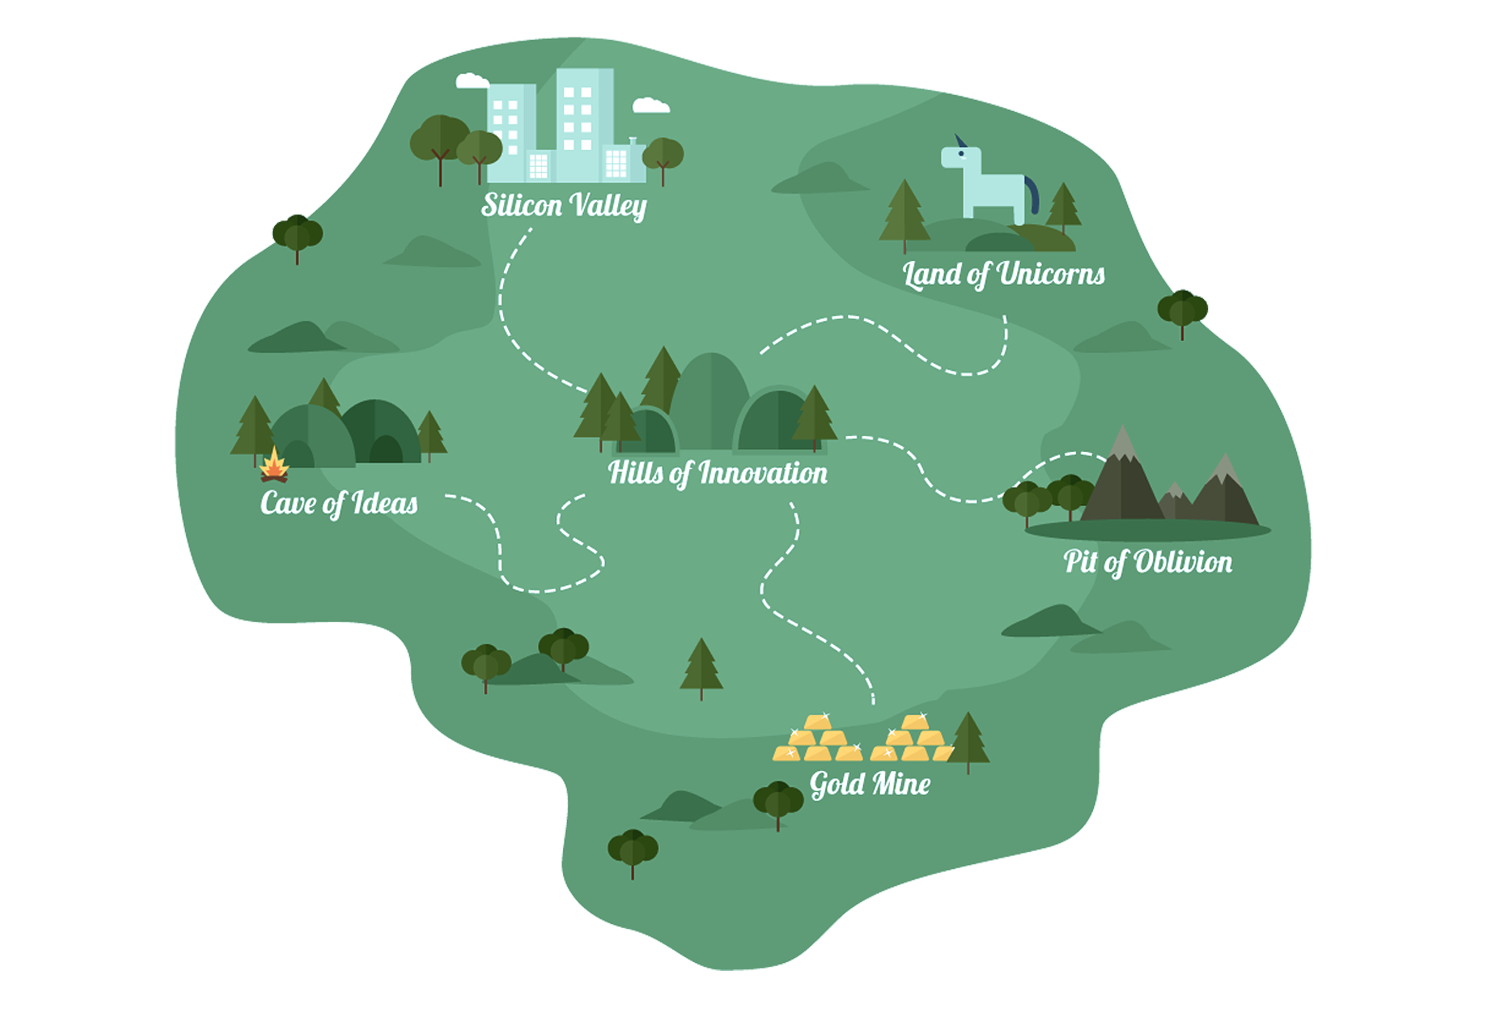 Silicon Valley
Land of Unicorns
Hills of Innovation
Cave of Ideas
Pit of Oblivion
Gold Mine